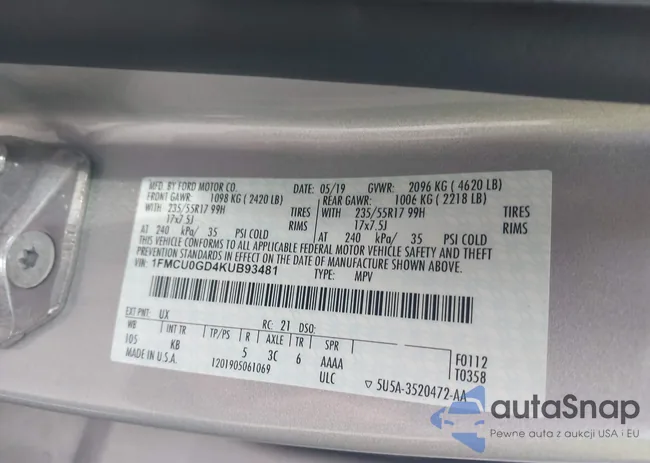 MFD. BY FORD MOTOR CO. DATE: 05/19 GVWR: 2096 KG ( 4620 LB)
FRONT GAWR: 1098 KG ( 2420 LB) REAR GAWR: 1006 KG ( 2218 LB)
WITH 235/55R17 99H TIRES WITH 235/55R17 99H TIRES
17x7.5J RIMS 17x7.5J RIMS
AT 240 kPa/ 35 PSI COLD AT 240 kPa/ 35 PSI COLD
THIS VEHICLE CONFORMS TO ALL APPLICABLE FEDERAL MOTOR VEHICLE SAFETY AND THEFT
PREVENTION STANDARDS IN EFFECT ON THE DATE OF MANUFACTURE SHOWN ABOVE.
VIN: 1FMCU0GD4KUB93481 TYPE: MPV
EXT PNT: UX RC: 21 DSO:
WB INT TR TP/PS R AXLE TR SPR
105 KB 5 3C 6 AAAA F0112
MADE IN U.S.A. 1201905061069 ULC T0358
▽ 5U5A-3520472-AA
autaSnap
Pewne auta z aukcji USA i EU